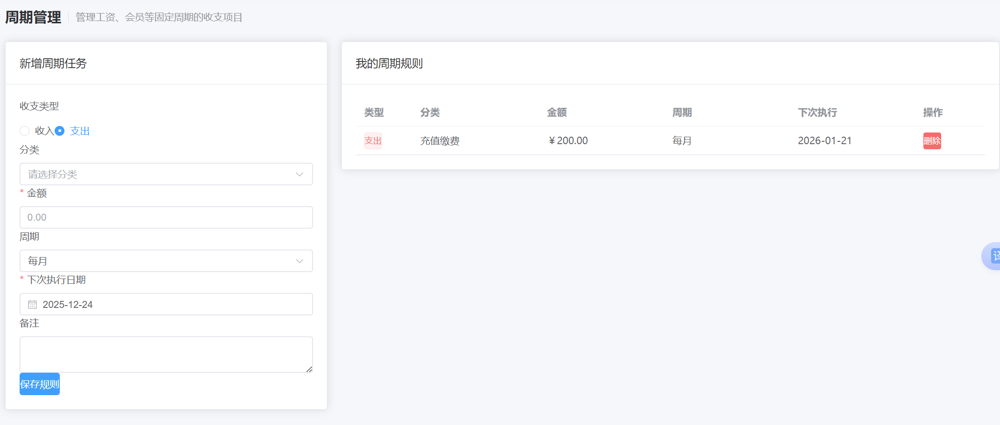 周期管理
管理工资、会员等固定周期的收支项目
新增周期任务
收支类型
收入 支出
分类
请选择分类
* 金额
0.00
周期
每月
* 下次执行日期
2025-12-24
备注
保存规则
我的周期规则
类型 分类 金额 周期 下次执行 操作
支出 充值缴费 ¥ 200.00 每月 2026-01-21 删除
译